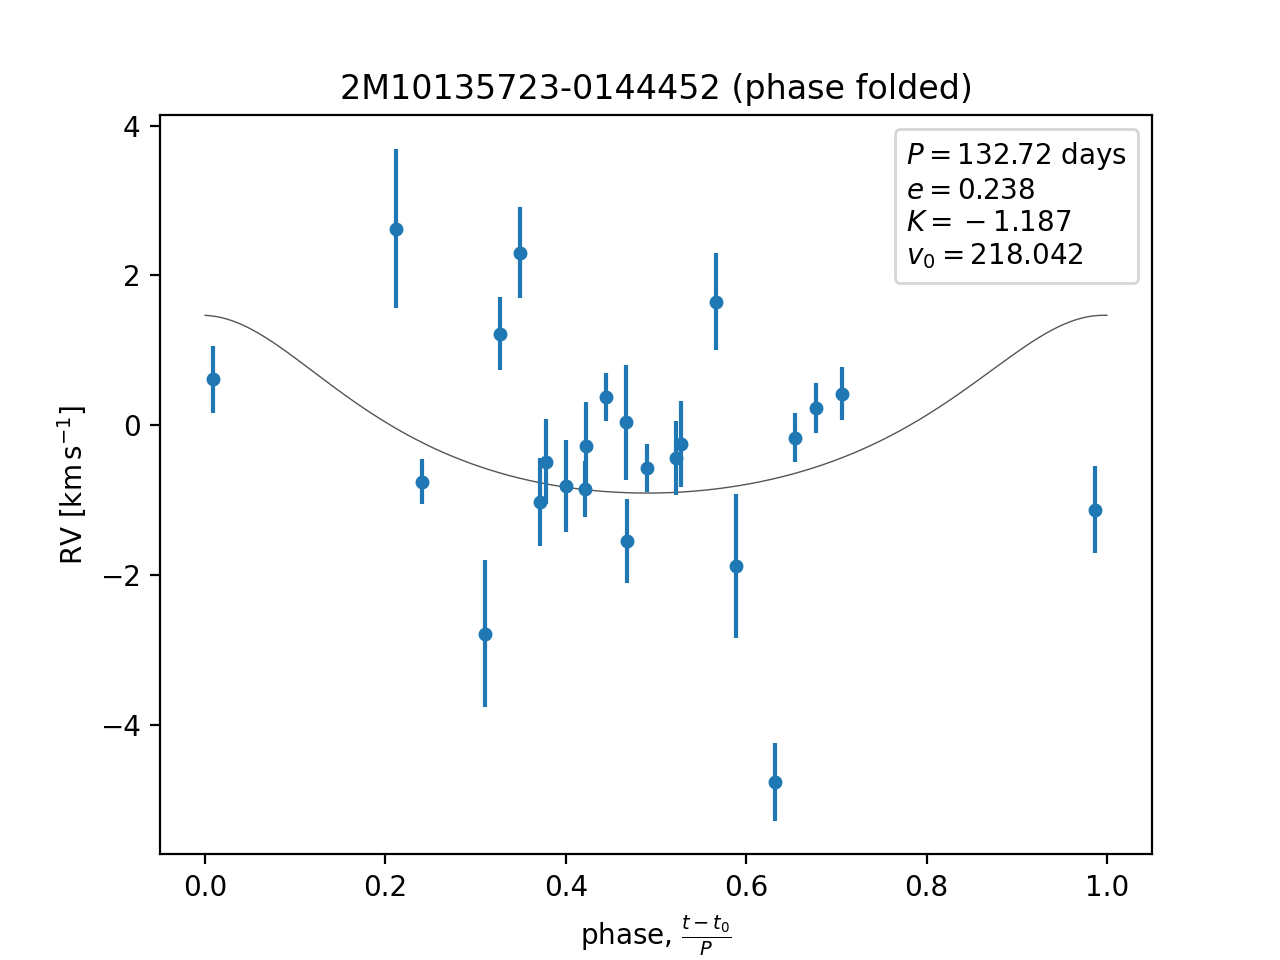 2M10135723-0144452 (phase folded)
P = 132.72 days
e = 0.238
K = −1.187
v₀ = 218.042
RV [km s⁻¹]
4
2
0
−2
−4
0.0 0.2 0.4 0.6 0.8 1.0
phase, (t − t₀)/P